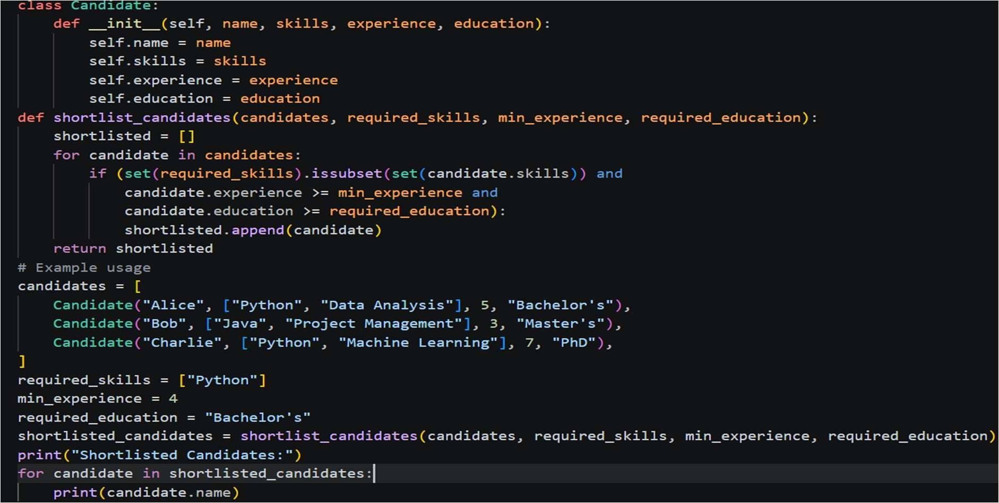 class Candidate:
    def __init__(self, name, skills, experience, education):
        self.name = name
        self.skills = skills
        self.experience = experience
        self.education = education
def shortlist_candidates(candidates, required_skills, min_experience, required_education):
    shortlisted = []
    for candidate in candidates:
        if (set(required_skills).issubset(set(candidate.skills)) and
            candidate.experience >= min_experience and
            candidate.education >= required_education):
            shortlisted.append(candidate)
    return shortlisted
# Example usage
candidates = [
    Candidate("Alice", ["Python", "Data Analysis"], 5, "Bachelor's"),
    Candidate("Bob", ["Java", "Project Management"], 3, "Master's"),
    Candidate("Charlie", ["Python", "Machine Learning"], 7, "PhD"),
]
required_skills = ["Python"]
min_experience = 4
required_education = "Bachelor's"
shortlisted_candidates = shortlist_candidates(candidates, required_skills, min_experience, required_education)
print("Shortlisted Candidates:")
for candidate in shortlisted_candidates:
    print(candidate.name)